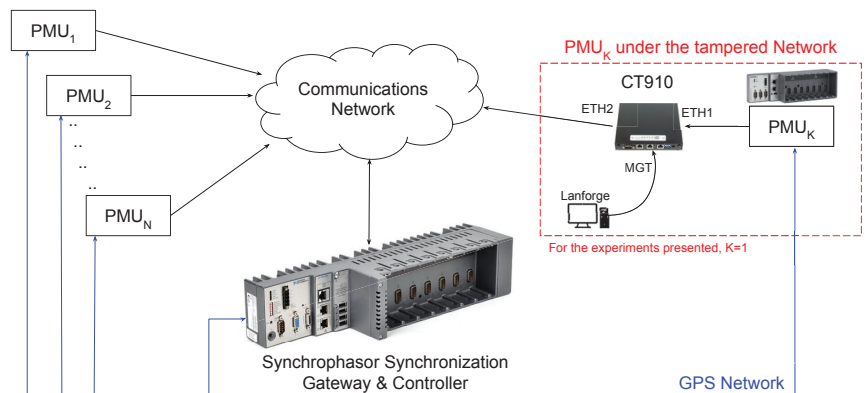 PMU1
PMU2
PMUN
Communications
Network
PMUK under the tampered Network
CT910
ETH2
ETH1
PMUK
MGT
Lanforge
For the experiments presented, K=1
Synchrophasor Synchronization
Gateway & Controller
GPS Network